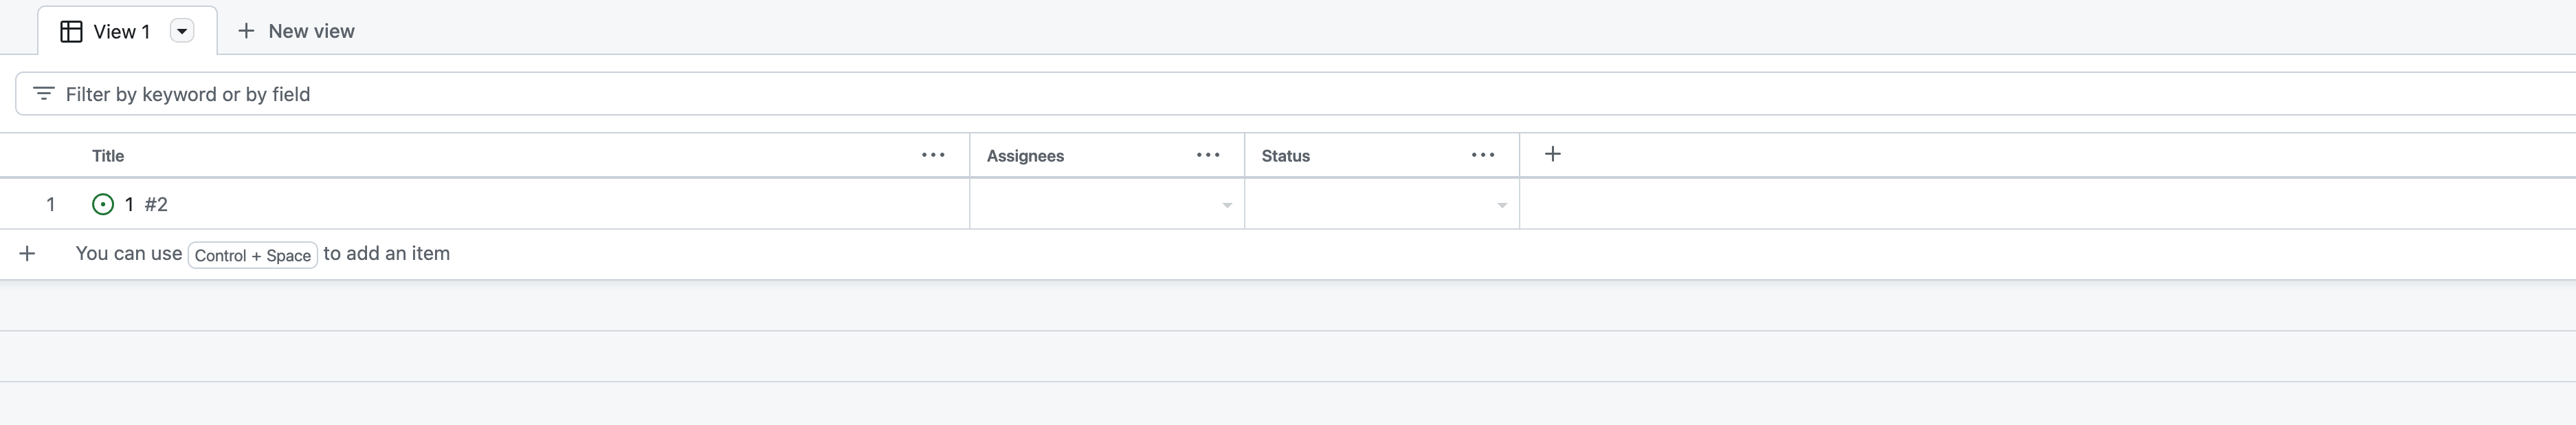 View 1 New view
Filter by keyword or by field
Title Assignees Status
1 1 #2
You can use Control + Space to add an item